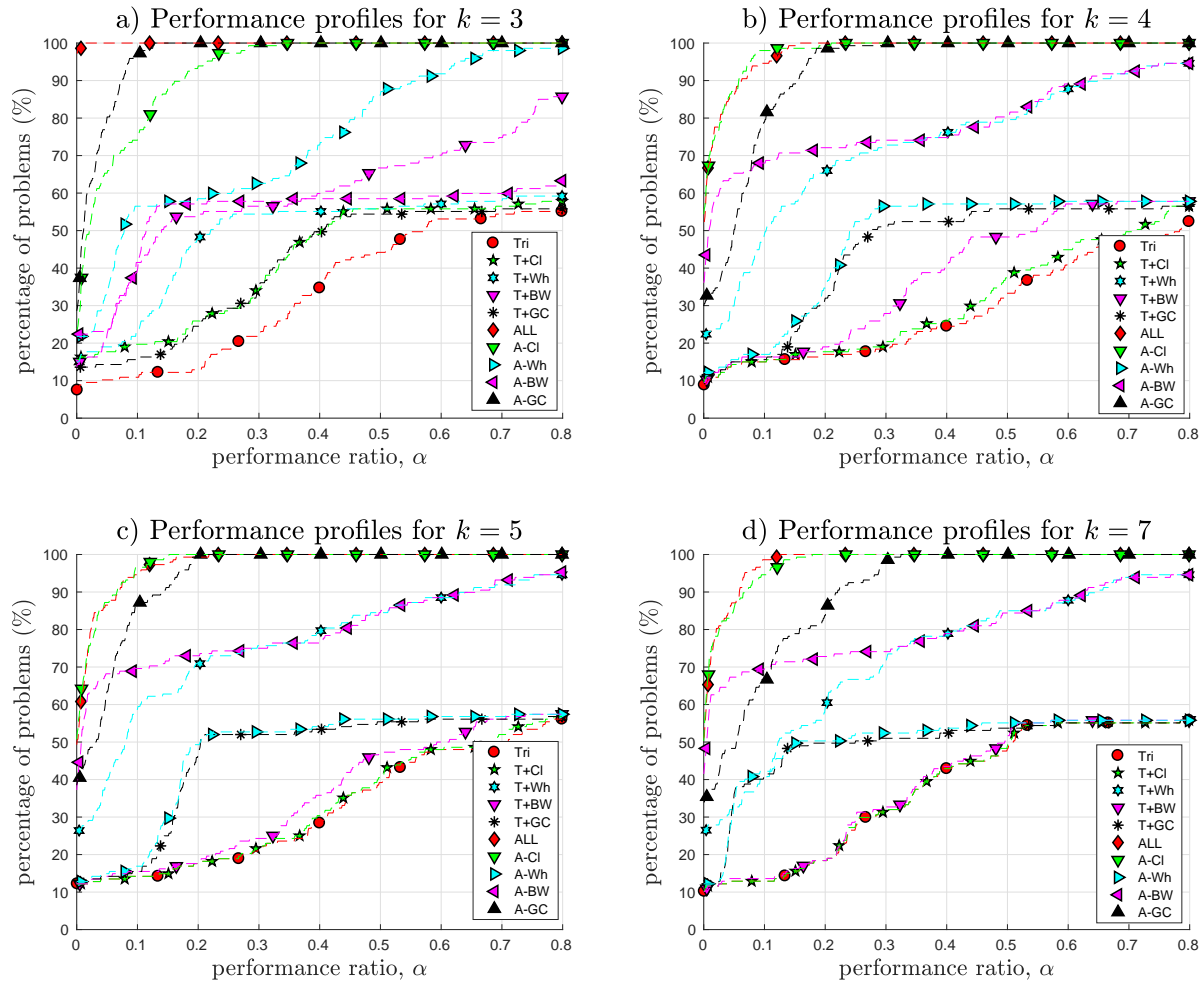 a) Performance profiles for k = 3
percentage of problems (%)
100
90
80
70
60
50
40
30
20
10
0
0 0.1 0.2 0.3 0.4 0.5 0.6 0.7 0.8
performance ratio, α
Tri
T+Cl
T+Wh
T+BW
T+GC
ALL
A-Cl
A-Wh
A-BW
A-GC
b) Performance profiles for k = 4
percentage of problems (%)
100
90
80
70
60
50
40
30
20
10
0
0 0.1 0.2 0.3 0.4 0.5 0.6 0.7 0.8
performance ratio, α
Tri
T+Cl
T+Wh
T+BW
T+GC
ALL
A-Cl
A-Wh
A-BW
A-GC
c) Performance profiles for k = 5
percentage of problems (%)
100
90
80
70
60
50
40
30
20
10
0
0 0.1 0.2 0.3 0.4 0.5 0.6 0.7 0.8
performance ratio, α
Tri
T+Cl
T+Wh
T+BW
T+GC
ALL
A-Cl
A-Wh
A-BW
A-GC
d) Performance profiles for k = 7
percentage of problems (%)
100
90
80
70
60
50
40
30
20
10
0
0 0.1 0.2 0.3 0.4 0.5 0.6 0.7 0.8
performance ratio, α
Tri
T+Cl
T+Wh
T+BW
T+GC
ALL
A-Cl
A-Wh
A-BW
A-GC